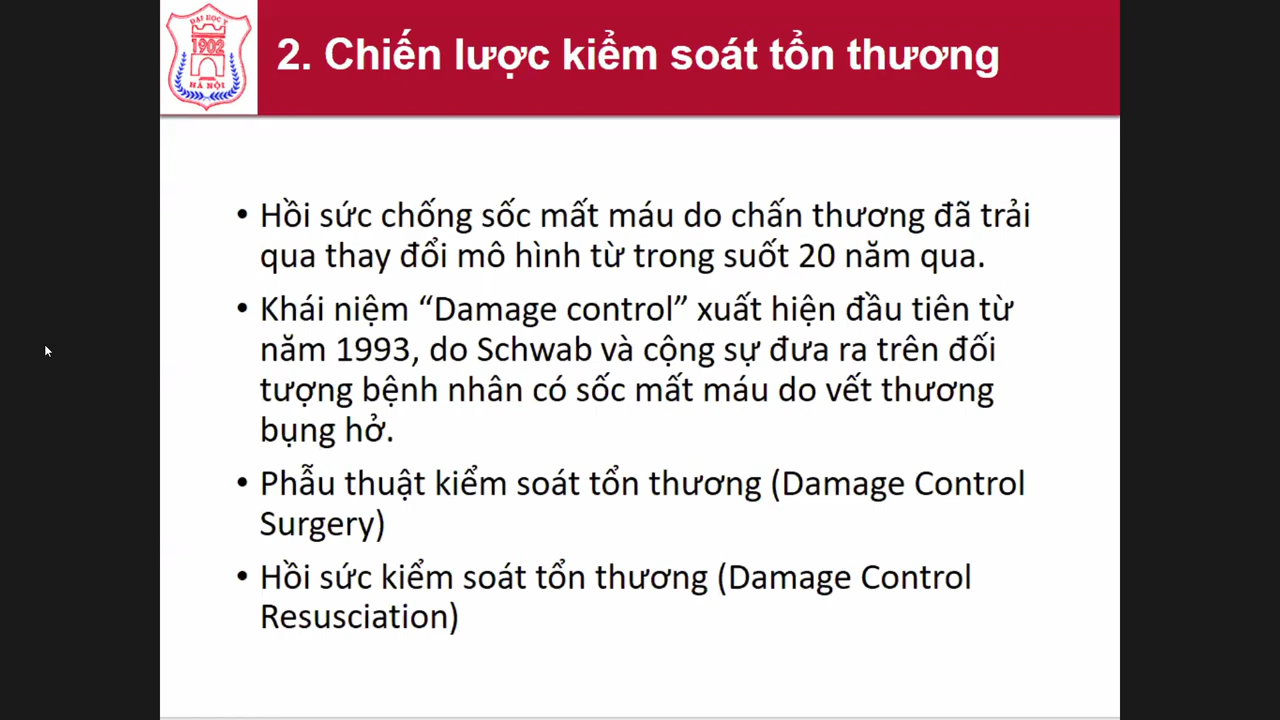 ĐẠI HỌC Y
1902
HÀ NỘI
2. Chiến lược kiểm soát tổn thương
• Hồi sức chống sốc mất máu do chấn thương đã trải
qua thay đổi mô hình từ trong suốt 20 năm qua.
• Khái niệm “Damage control” xuất hiện đầu tiên từ
năm 1993, do Schwab và cộng sự đưa ra trên đối
tượng bệnh nhân có sốc mất máu do vết thương
bụng hở.
• Phẫu thuật kiểm soát tổn thương (Damage Control
Surgery)
• Hồi sức kiểm soát tổn thương (Damage Control
Resusciation)